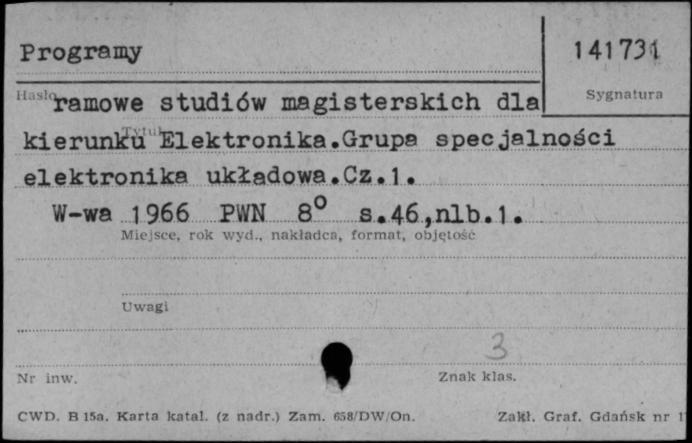 Programy
141731
Hasło
Sygnatura
ramowe studiów magisterskich dla
Tytuł
kierunku Elektronika.Grupa specjalności
elektronika układowa.Cz.1.
W-wa 1966 PWN 8° s.46,nlb.1.
Miejsce, rok wyd., nakładca, format, objętość
Uwagi
3
Nr inw.
Znak klas.
CWD. B 15a. Karta katal. (z nadr.) Zam. 658/DW/On.
Zakł. Graf. Gdańsk nr